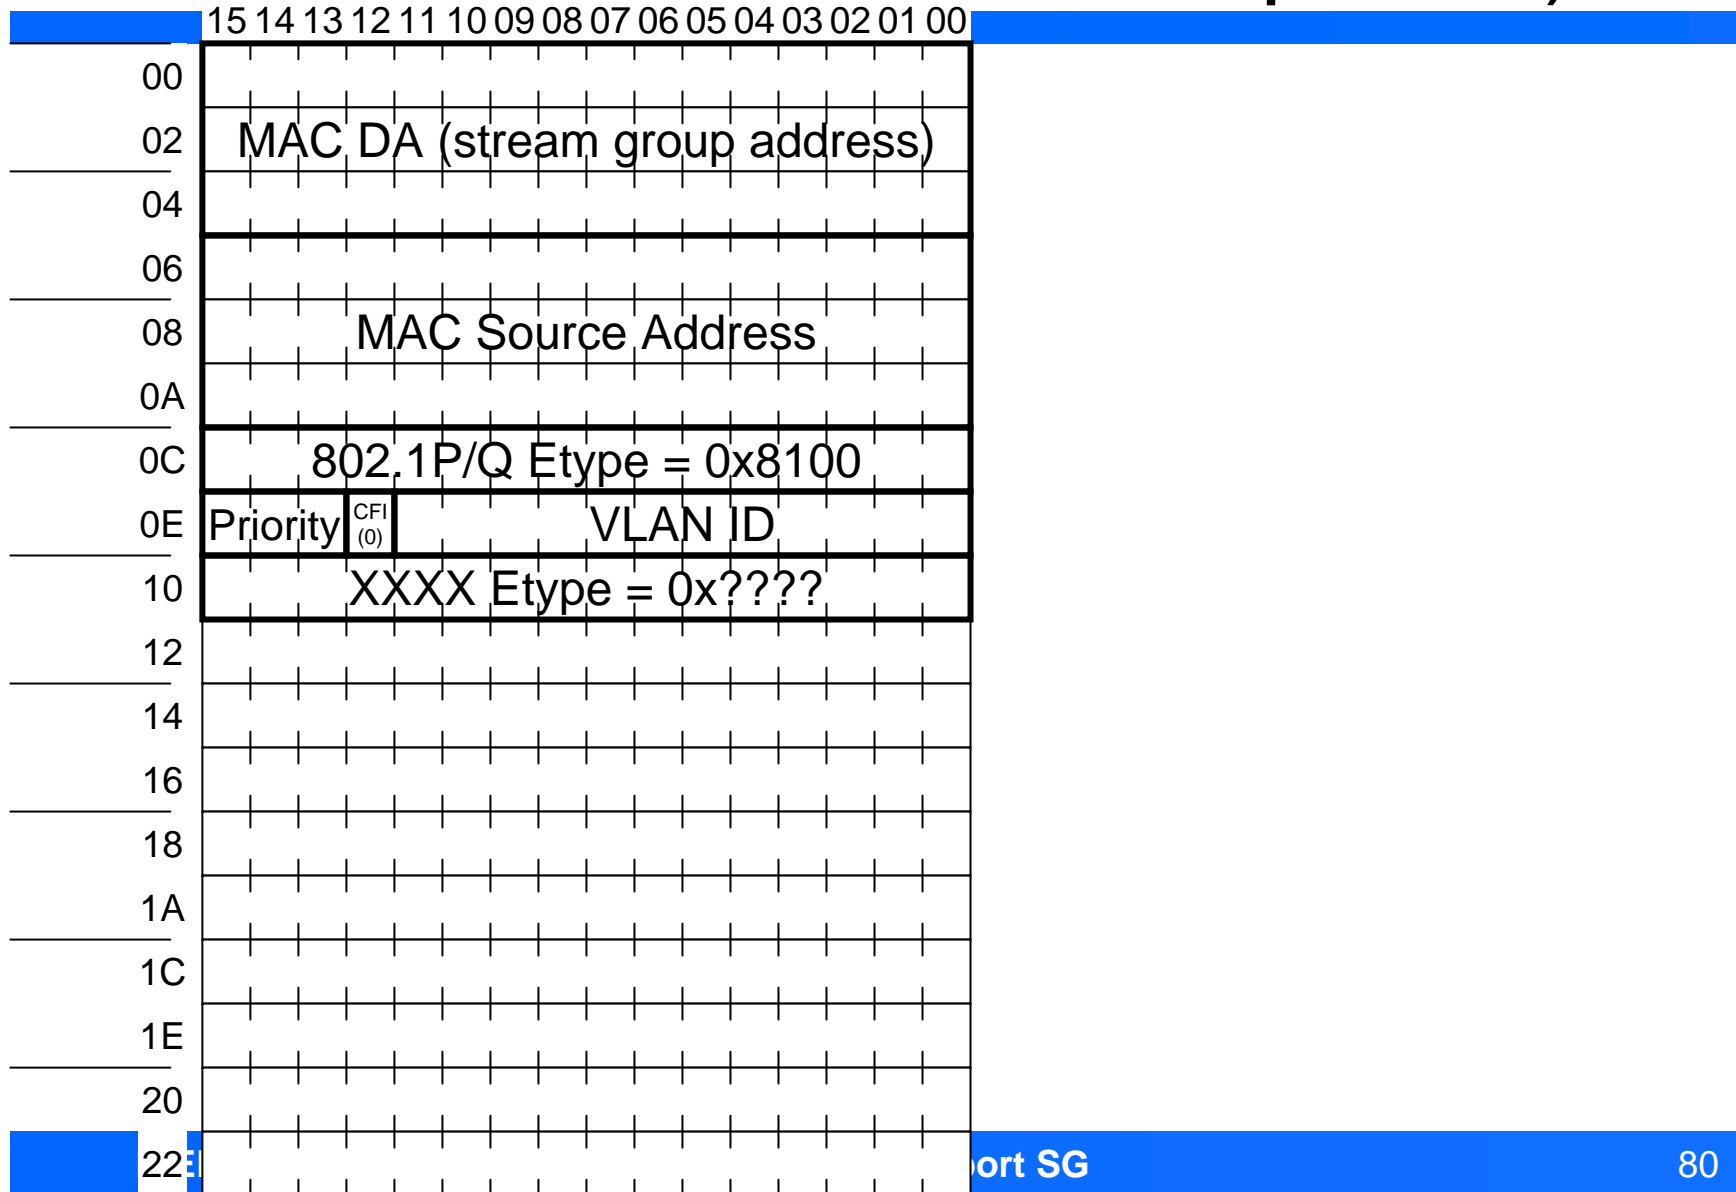 15 14 13 12 11 10 09 08 07 06 05 04 03 02 01 00
00
02 MAC DA (stream group address)
04
06
08 MAC Source Address
0A
0C 802.1P/Q Etype = 0x8100
0E Priority CFI (0) VLAN ID
10 XXXX Etype = 0x????
12
14
16
18
1A
1C
1E
20
22 SG 80